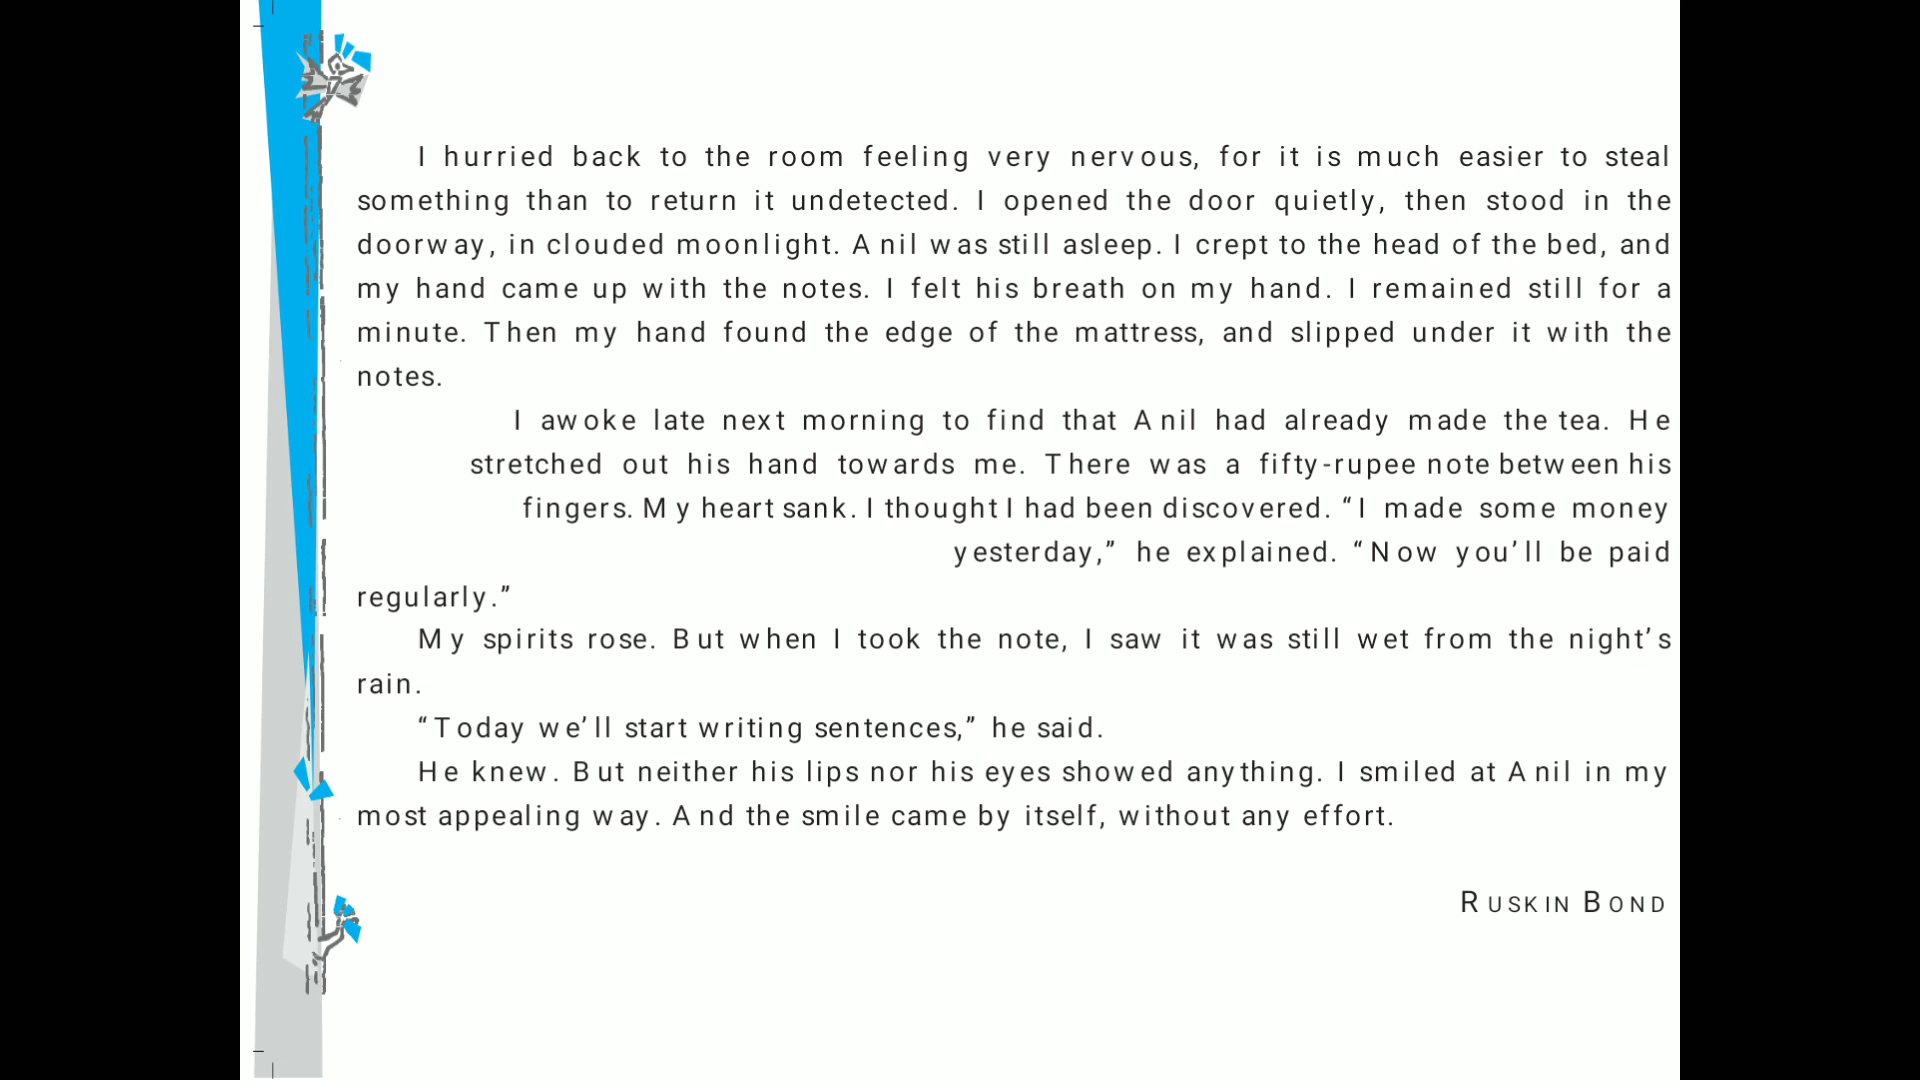 I hurried back to the room feeling very nervous, for it is much easier to steal
something than to return it undetected. I opened the door quietly, then stood in the
doorway, in clouded moonlight. Anil was still asleep. I crept to the head of the bed, and
my hand came up with the notes. I felt his breath on my hand. I remained still for a
minute. Then my hand found the edge of the mattress, and slipped under it with the
notes.
I awoke late next morning to find that Anil had already made the tea. He
stretched out his hand towards me. There was a fifty-rupee note between his
fingers. My heart sank. I thought I had been discovered. “I made some money
yesterday,” he explained. “Now you’ll be paid
regularly.”
My spirits rose. But when I took the note, I saw it was still wet from the night’s
rain.
“Today we’ll start writing sentences,” he said.
He knew. But neither his lips nor his eyes showed anything. I smiled at Anil in my
most appealing way. And the smile came by itself, without any effort.
RUSKIN BOND